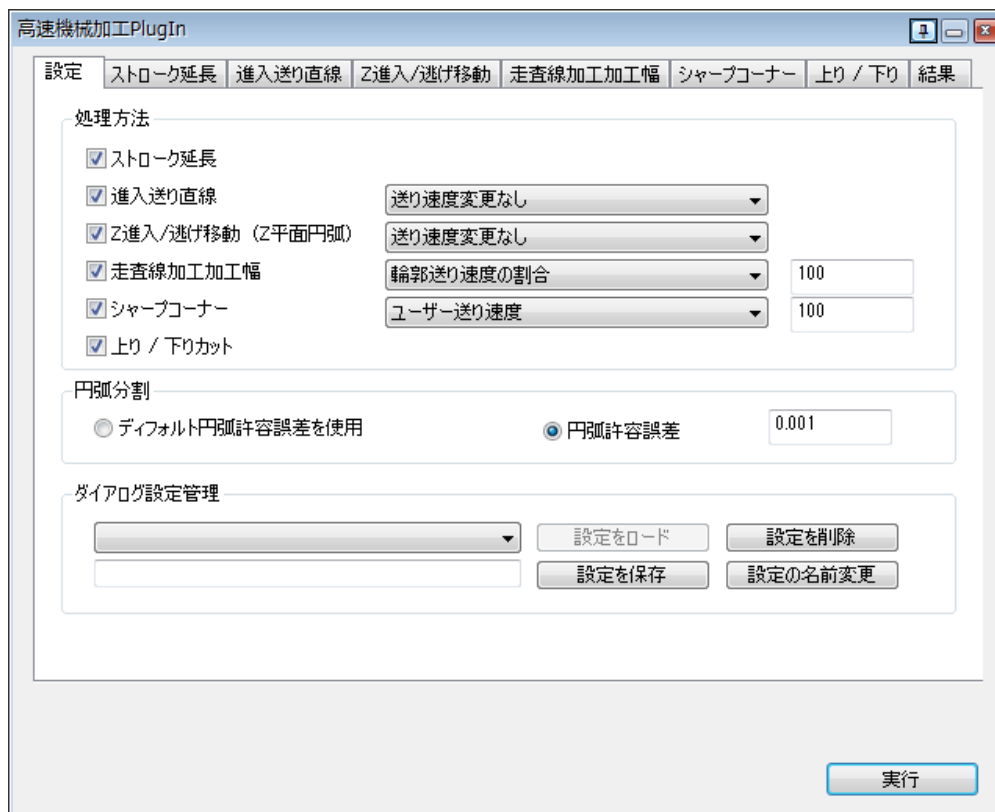 高速機械加工PlugIn
設定 ストローク延長 進入送り直線 Z進入/逃げ移動 走査線加工加工幅 シャープコーナー 上り / 下り 結果
処理方法
ストローク延長
進入送り直線 送り速度変更なし
Z進入/逃げ移動 (Z平面円弧) 送り速度変更なし
走査線加工加工幅 輪郭送り速度の割合 100
シャープコーナー ユーザー送り速度 100
上り / 下りカット
円弧分割
ディフォルト円弧許容誤差を使用 円弧許容誤差 0.001
ダイアログ設定管理
設定をロード 設定を削除
設定を保存 設定の名前変更
実行